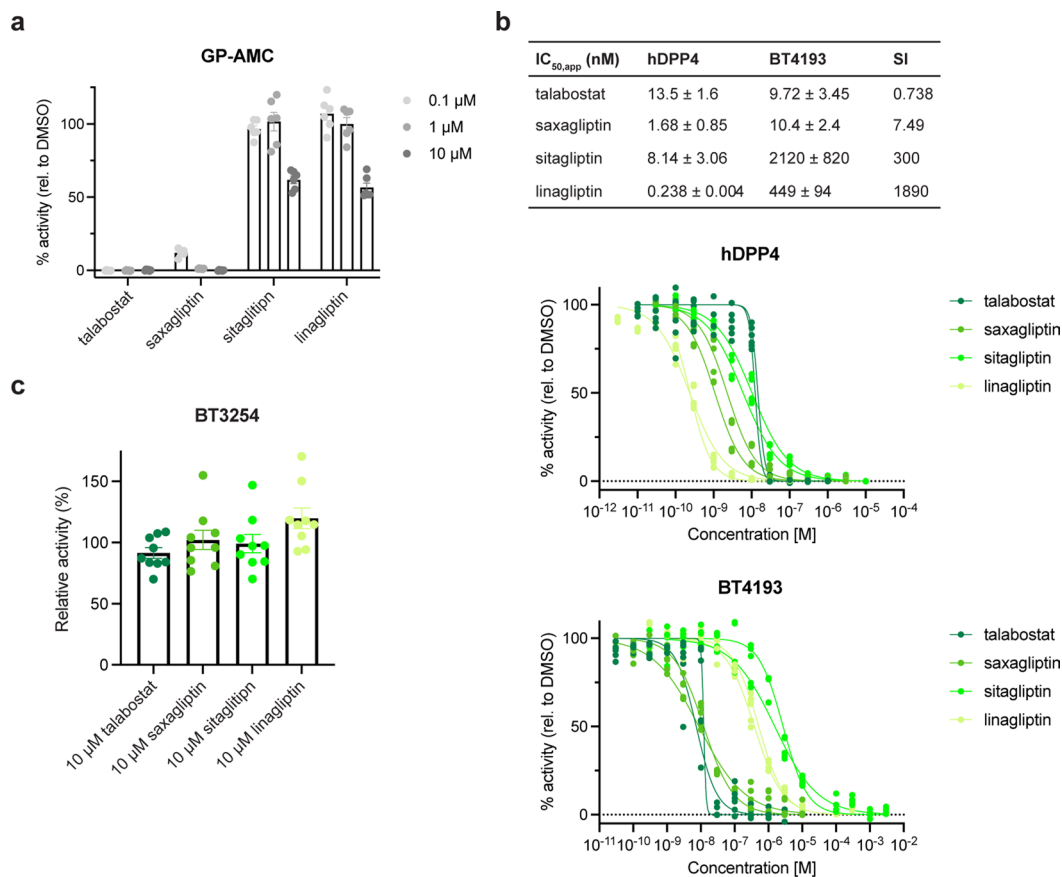 a
GP-AMC
% activity (rel. to DMSO)
100
50
0
0.1 µM
1 µM
10 µM
talabostat
saxagliptin
sitaglitipn
linagliptin
b
IC50,app (nM) hDPP4 BT4193 SI
talabostat 13.5 ± 1.6 9.72 ± 3.45 0.738
saxagliptin 1.68 ± 0.85 10.4 ± 2.4 7.49
sitagliptin 8.14 ± 3.06 2120 ± 820 300
linagliptin 0.238 ± 0.004 449 ± 94 1890
hDPP4
% activity (rel. to DMSO)
100
50
0
10-12 10-11 10-10 10-9 10-8 10-7 10-6 10-5 10-4
Concentration [M]
talabostat
saxagliptin
sitagliptin
linagliptin
c
BT3254
Relative activity (%)
150
100
50
0
10 µM talabostat
10 µM saxagliptin
10 µM sitaglitipn
10 µM linagliptin
BT4193
% activity (rel. to DMSO)
100
50
0
10-11 10-10 10-9 10-8 10-7 10-6 10-5 10-4 10-3 10-2
Concentration [M]
talabostat
saxagliptin
sitagliptin
linagliptin